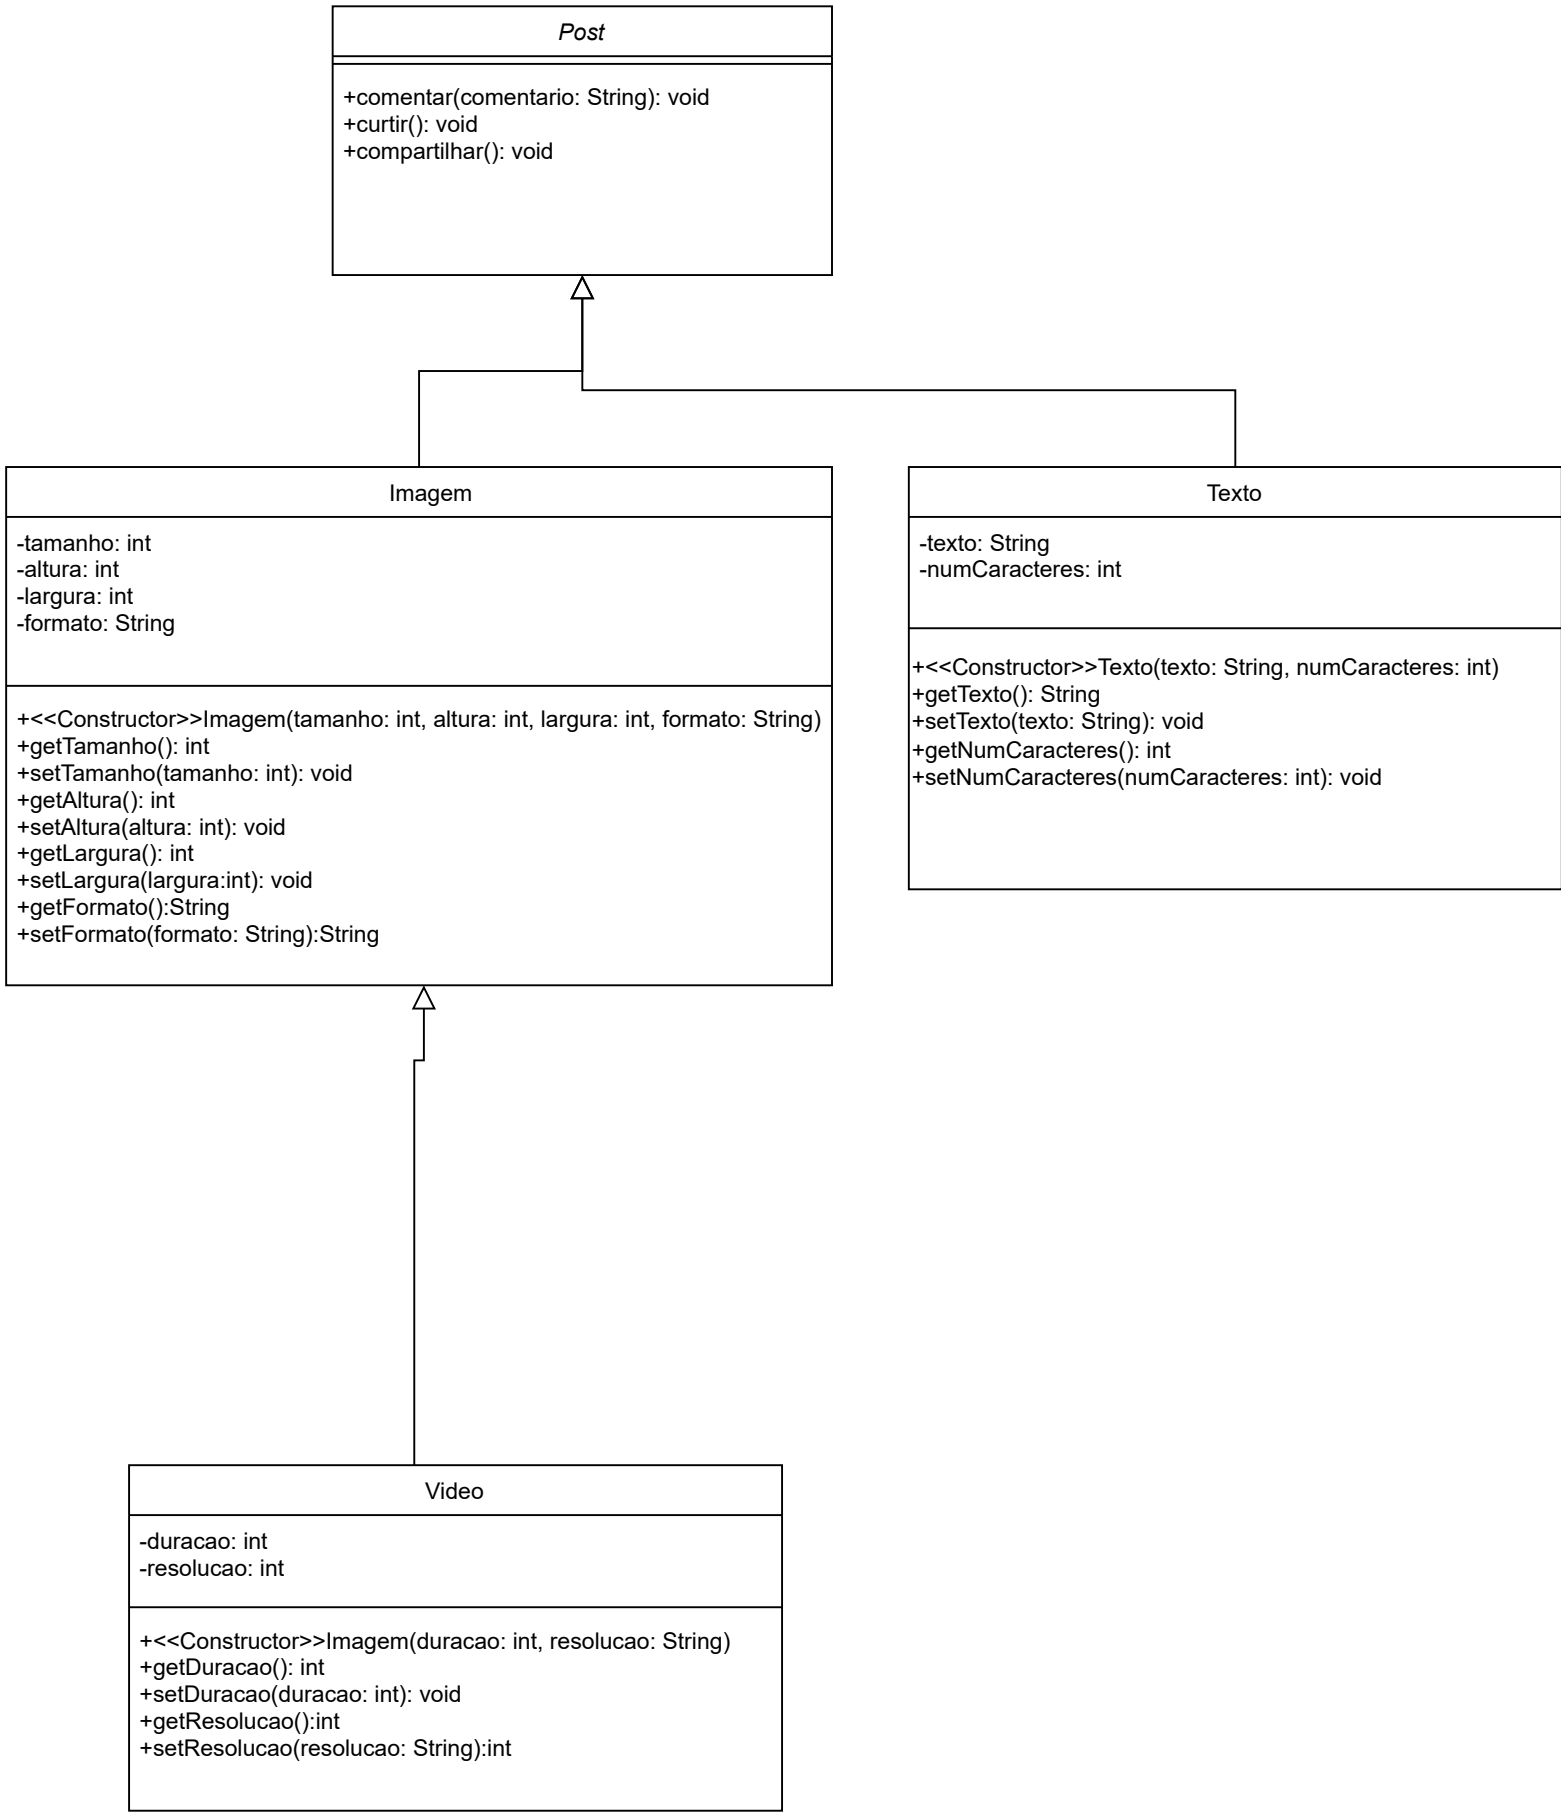 Post
+comentar(comentario: String): void
+curtir(): void
+compartilhar(): void
Imagem
-tamanho: int
-altura: int
-largura: int
-formato: String
+<<Constructor>>Imagem(tamanho: int, altura: int, largura: int, formato: String)
+getTamanho(): int
+setTamanho(tamanho: int): void
+getAltura(): int
+setAltura(altura: int): void
+getLargura(): int
+setLargura(largura:int): void
+getFormato():String
+setFormato(formato: String):String
Texto
-texto: String
-numCaracteres: int
+<<Constructor>>Texto(texto: String, numCaracteres: int)
+getTexto(): String
+setTexto(texto: String): void
+getNumCaracteres(): int
+setNumCaracteres(numCaracteres: int): void
Video
-duracao: int
-resolucao: int
+<<Constructor>>Imagem(duracao: int, resolucao: String)
+getDuracao(): int
+setDuracao(duracao: int): void
+getResolucao():int
+setResolucao(resolucao: String):int